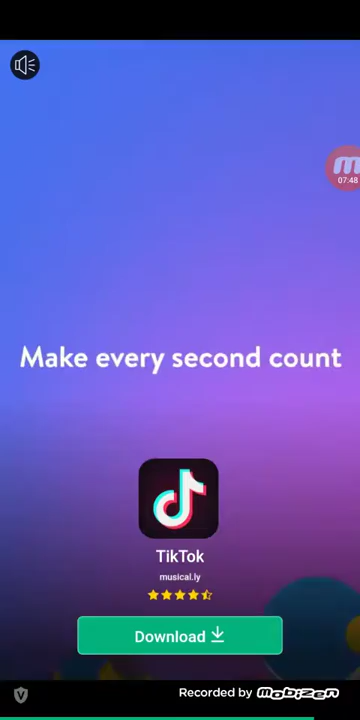 07:48
Make every second count
TikTok
musical.ly
Download
Recorded by mobizen